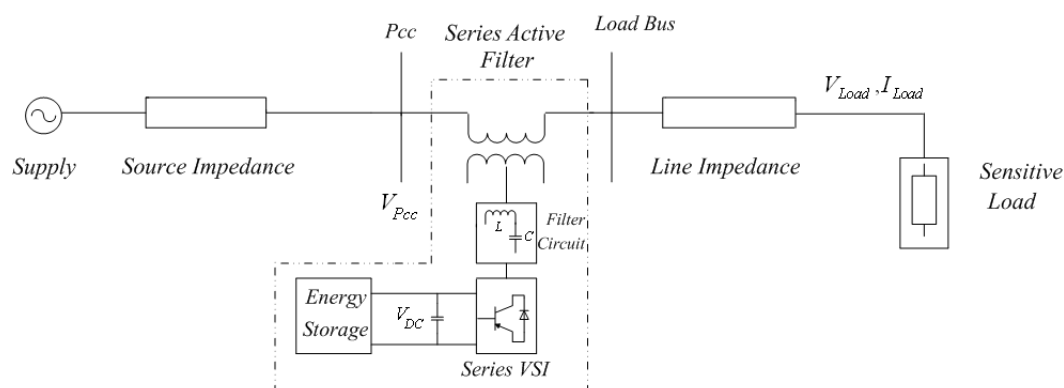 Pcc
Series Active
Filter
Load Bus
V_Load , I_Load
Supply
Source Impedance
Line Impedance
Sensitive
Load
V_Pcc
L
C
Filter
Circuit
Energy
Storage
V_DC
Series VSI